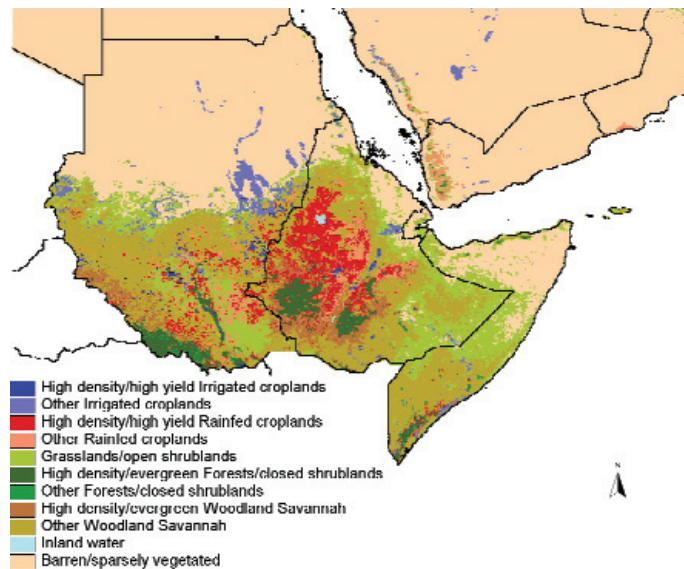 High density/high yield Irrigated croplands
Other Irrigated croplands
High density/high yield Rainfed croplands
Other Rainfed croplands
Grasslands/open shrublands
High density/evergreen Forests/closed shrublands
Other Forests/closed shrublands
High density/evergreen Woodland Savannah
Other Woodland Savannah
Inland water
Barren/sparsely vegetated
N